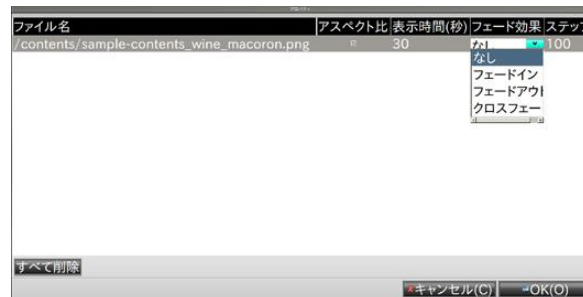 ファイル名 アスペクト比 表示時間(秒) フェード効果 ステップ
/contents/sample-contents_wine_macoron.png 30 なし 100
なし
フェードイン
フェードアウト
クロスフェー
すべて削除
キャンセル(C) OK(O)